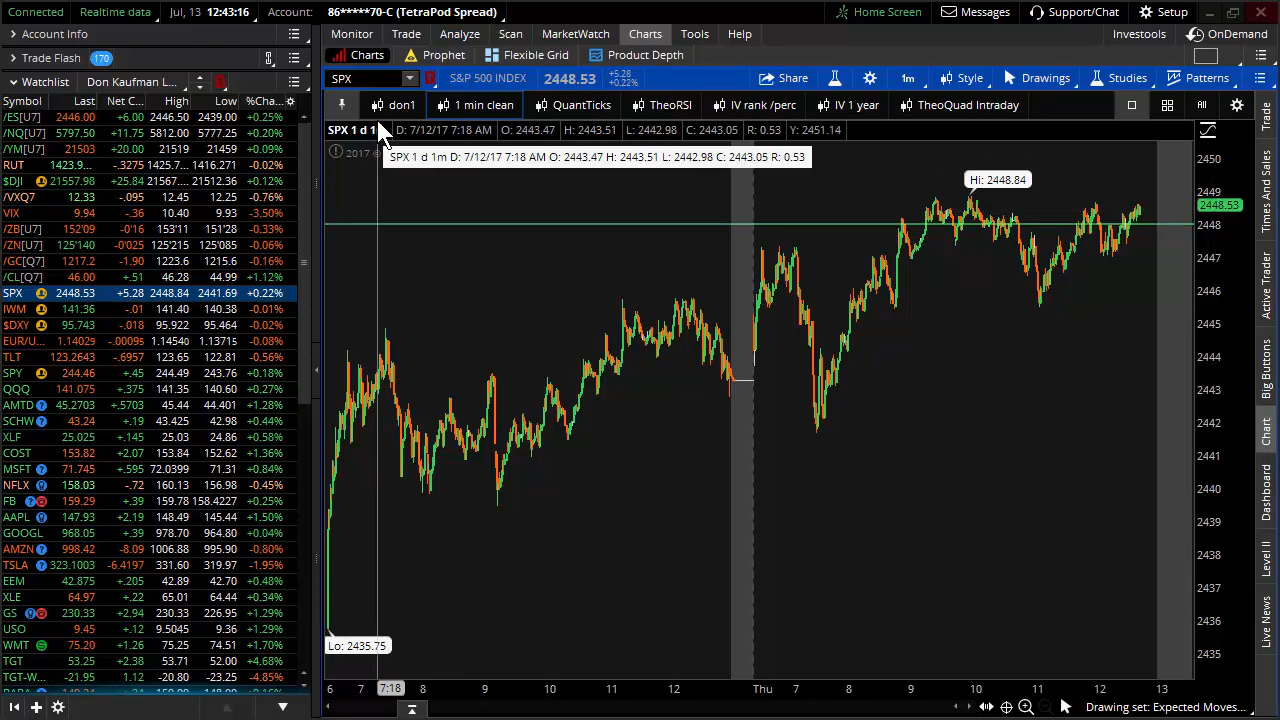 Connected Realtime data Jul, 13 12:43:16 Account: 86****70-C (TetraPod Spread) Home Screen Messages Support/Chat Setup
Account Info
Trade Flash 170
Watchlist Don Kaufman L...
Symbol Last Net C... High Low %Cha...
/ES[U7] 2446.00 +6.00 2446.50 2439.00 +0.25%
/NQ[U7] 5797.50 +11.75 5812.00 5777.25 +0.20%
/YM[U7] 21503 +20.00 21513 21464 +0.09%
RUT 1423.9... -.3275 1425.7... 1416.271 -0.02%
$DJI 21557.98 +25.84 21567... 21512.31 +0.12%
/VXQ7 12.33 -.095 12.45 12.25 -0.76%
VIX 9.94 -.36 10.40 9.93 -3.50%
/ZB[U7] 152'09 -0'16 153'11 151'28 -0.33%
/ZN[U7] 125'140 -0'025 125'215 125'085 -0.06%
/GC[Q7] 1217.2 -1.90 1223.6 1215.6 -0.16%
/CL[Q7] 46.00 +.51 46.28 44.99 +1.12%
SPX 2448.53 +5.28 2448.84 2441.69 +0.22%
IWM 141.36 -.01 141.40 140.38 -0.01%
$DXY 95.743 -.018 95.922 95.464 -0.02%
EUR/U... 1.14029 -.0009 1.14540 1.13715 -0.08%
TLT 123.2643 -.6957 123.65 122.81 -0.56%
SPY 244.46 +.45 244.49 243.76 +0.18%
QQQ 141.075 +.375 141.35 140.60 +0.27%
AMTD 45.2703 +.5703 45.44 44.401 +1.28%
SCHW 43.24 +.19 43.425 42.98 +0.44%
XLF 25.025 +.145 25.03 24.86 +0.58%
COST 153.82 +2.07 153.84 152.62 +1.36%
MSFT 71.745 +.595 72.0399 71.31 +0.84%
NFLX 158.03 -.72 160.13 156.98 -0.45%
FB 159.29 +.39 159.78 158.4227 +0.25%
AAPL 147.93 +2.19 148.49 145.44 +1.50%
GOOGL 968.05 +.39 978.70 964.80 +0.04%
AMZN 998.42 -8.09 1006.88 995.90 -0.80%
TSLA 323.1003 -6.4197 331.60 319.97 -1.95%
EEM 42.875 +.205 42.89 42.70 +0.48%
XLE 64.97 +.22 65.01 64.44 +0.34%
GS 230.33 +2.94 230.33 226.95 +1.29%
USO 9.45 +.12 9.5045 9.36 +1.29%
WMT 75.20 +1.26 75.25 74.51 +1.70%
TGT 53.25 +2.38 53.71 52.00 +4.68%
TGT-W... -21.95 1.12 -20.80 -23.25 -4.85%
Monitor Trade Analyze Scan MarketWatch Charts Tools Help Investools OnDemand
Charts Prophet Flexible Grid Product Depth
SPX S&P 500 INDEX 2448.53 +5.28 +0.22% Share 1m Style Drawings Studies Patterns
don1 1 min clean QuantTicks TheoRSI IV rank /perc IV 1 year TheoQuad Intraday All
SPX 1 d 1 D: 7/12/17 7:18 AM O: 2443.47 H: 2443.51 L: 2442.98 C: 2443.05 R: 0.53 Y: 2451.14
2017 ©
SPX 1 d 1m D: 7/12/17 7:18 AM O: 2443.47 H: 2443.51 L: 2442.98 C: 2443.05 R: 0.53
Hi: 2448.84
Lo: 2435.75
2450
2449
2448.53
2448
2447
2446
2445
2444
2443
2442
2441
2440
2439
2438
2437
2436
2435
6 7 7:18 8 9 10 11 12 Thu 7 8 9 10 11 12 13
Drawing set: Expected Moves...
Trade
Times And Sales
Active Trader
Big Buttons
Chart
Dashboard
Level II
Live News